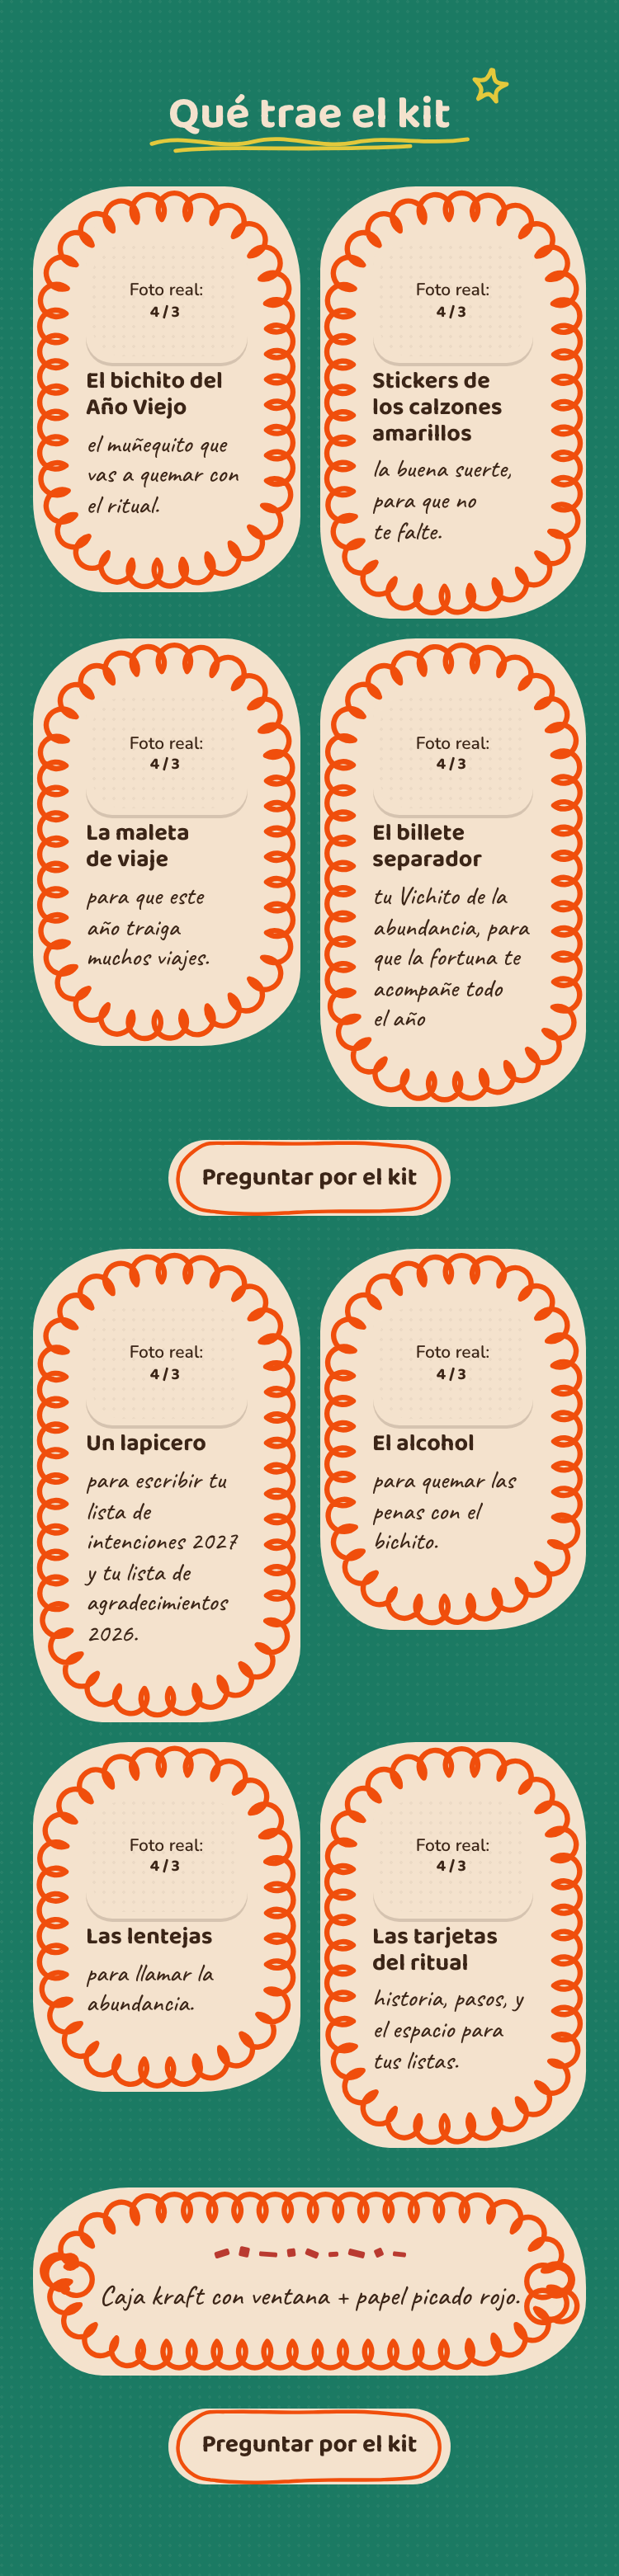 Qué trae el kit
Foto real:
4 / 3
El bichito del
Año Viejo
el muñequito que
vas a quemar con
el ritual.
Foto real:
4 / 3
Stickers de
los calzones
amarillos
la buena suerte,
para que no
te falte.
Foto real:
4 / 3
La maleta
de viaje
para que este
año traiga
muchos viajes.
Foto real:
4 / 3
El billete
separador
tu Vichito de la
abundancia, para
que la fortuna te
acompañe todo
el año
Preguntar por el kit
Foto real:
4 / 3
Un lapicero
para escribir tu
lista de
intenciones 2027
y tu lista de
agradecimientos
2026.
Foto real:
4 / 3
El alcohol
para quemar las
penas con el
bichito.
Foto real:
4 / 3
Las lentejas
para llamar la
abundancia.
Foto real:
4 / 3
Las tarjetas
del ritual
historia, pasos, y
el espacio para
tus listas.
Caja kraft con ventana + papel picado rojo.
Preguntar por el kit